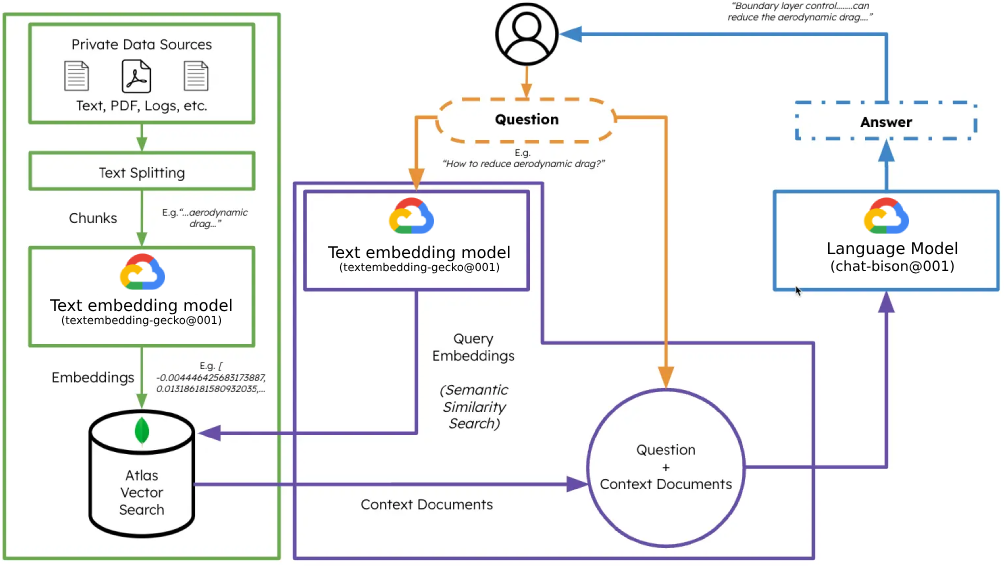 Private Data Sources
Text, PDF, Logs, etc.
Text Splitting
Chunks
E.g.“...aerodynamic
drag...”
Text embedding model
(textembedding-gecko@001)
Embeddings
E.g. [
-0.004446425683173887,
0.013186181580932035,...
Atlas
Vector
Search
Question
E.g.
“How to reduce aerodynamic drag?”
Text embedding model
(textembedding-gecko@001)
Query
Embeddings
(Semantic
Similarity
Search)
Context Documents
Question
+
Context Documents
“Boundary layer control.......can
reduce the aerodynamic drag....”
Answer
Language Model
(chat-bison@001)